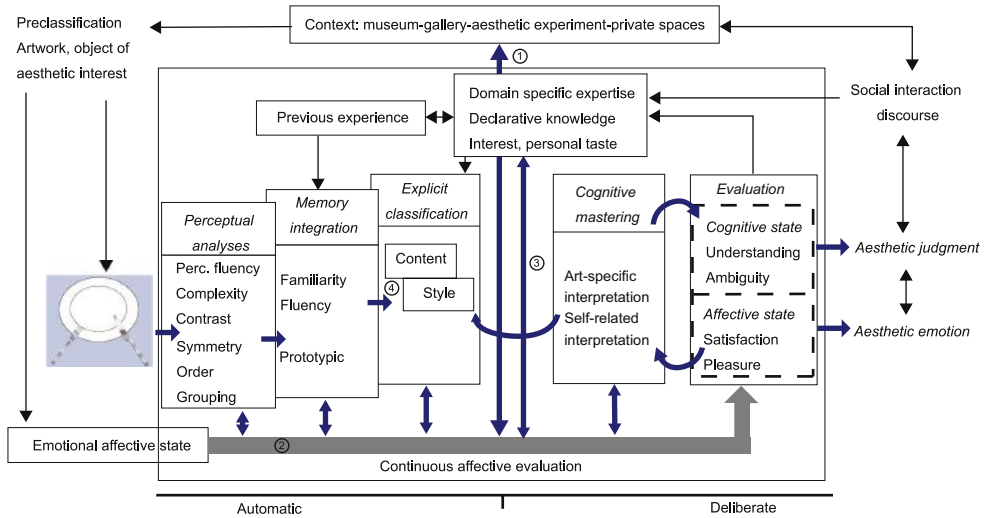 Preclassification
Artwork, object of
aesthetic interest
Context: museum-gallery-aesthetic experiment-private spaces
①
Social interaction
discourse
Previous experience
Domain specific expertise
Declarative knowledge
Interest, personal taste
Perceptual
analyses
Perc. fluency
Complexity
Contrast
Symmetry
Order
Grouping
Memory
integration
Familiarity
Fluency
Prototypic
Explicit
classification
Content
④
Style
③
Cognitive
mastering
Art-specific
interpretation
Self-related
interpretation
Evaluation
Cognitive state
Understanding
Ambiguity
Affective state
Satisfaction
Pleasure
Aesthetic judgment
Aesthetic emotion
Emotional affective state
②
Continuous affective evaluation
Automatic
Deliberate